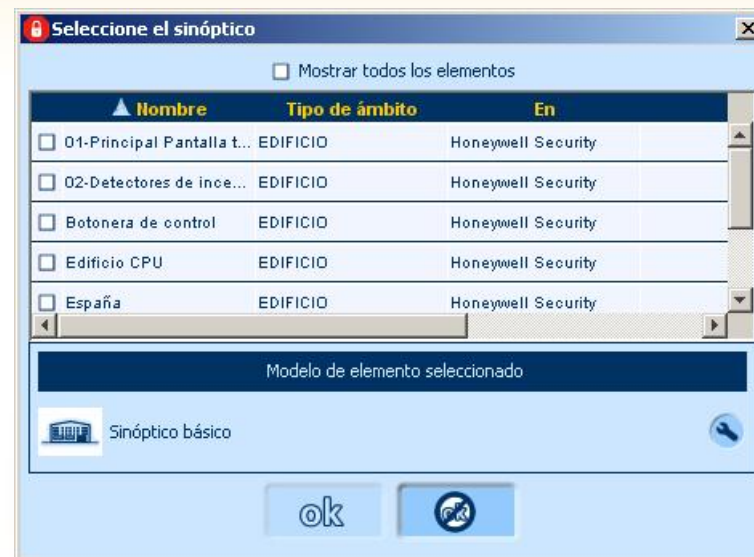 Seleccione el sinóptico
Mostrar todos los elementos
Nombre Tipo de ámbito En
01-Principal Pantalla t... EDIFICIO Honeywell Security
02-Detectores de ince... EDIFICIO Honeywell Security
Botonera de control EDIFICIO Honeywell Security
Edificio CPU EDIFICIO Honeywell Security
España EDIFICIO Honeywell Security
Modelo de elemento seleccionado
Sinóptico básico
ok ok